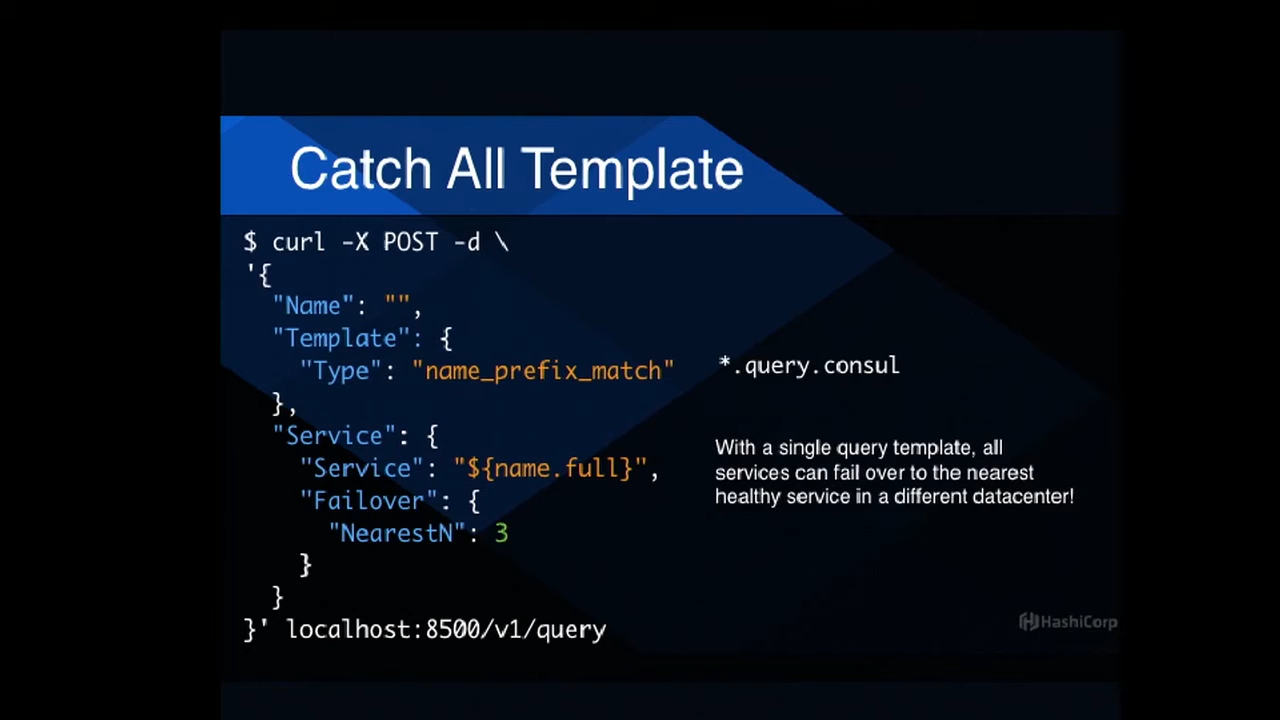 Catch All Template
$ curl -X POST -d \
'{
"Name": "",
"Template": {
"Type": "name_prefix_match"
},
"Service": {
"Service": "${name.full}",
"Failover": {
"NearestN": 3
}
}
}' localhost:8500/v1/query
*.query.consul
With a single query template, all
services can fail over to the nearest
healthy service in a different datacenter!
HashiCorp